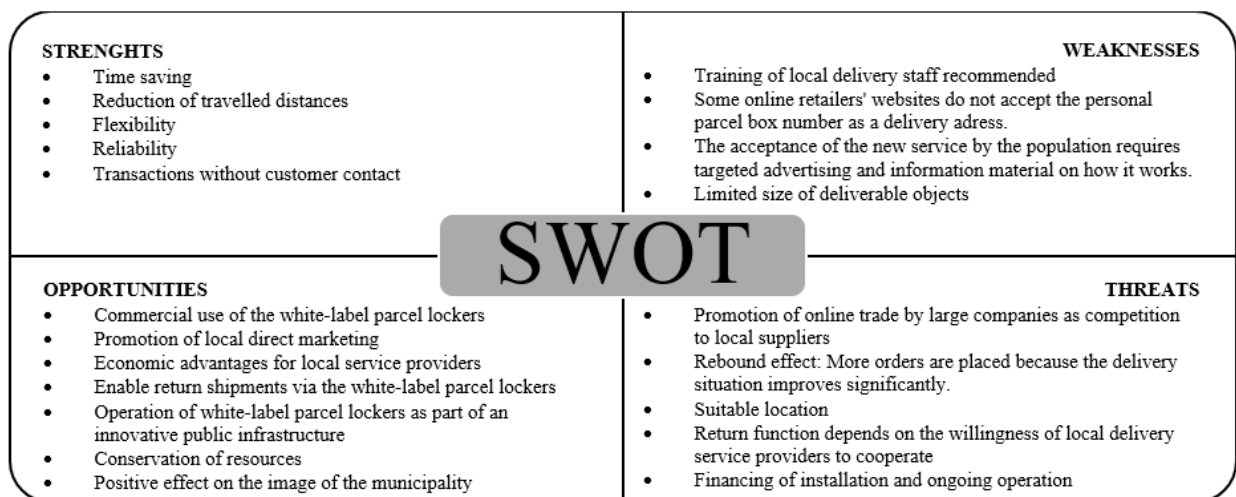 STRENGHTS
• Time saving
• Reduction of travelled distances
• Flexibility
• Reliability
• Transactions without customer contact
WEAKNESSES
• Training of local delivery staff recommended
• Some online retailers' websites do not accept the personal
parcel box number as a delivery adress.
• The acceptance of the new service by the population requires
targeted advertising and information material on how it works.
• Limited size of deliverable objects
SWOT
OPPORTUNITIES
• Commercial use of the white-label parcel lockers
• Promotion of local direct marketing
• Economic advantages for local service providers
• Enable return shipments via the white-label parcel lockers
• Operation of white-label parcel lockers as part of an
innovative public infrastructure
• Conservation of resources
• Positive effect on the image of the municipality
THREATS
• Promotion of online trade by large companies as competition
to local suppliers
• Rebound effect: More orders are placed because the delivery
situation improves significantly.
• Suitable location
• Return function depends on the willingness of local delivery
service providers to cooperate
• Financing of installation and ongoing operation